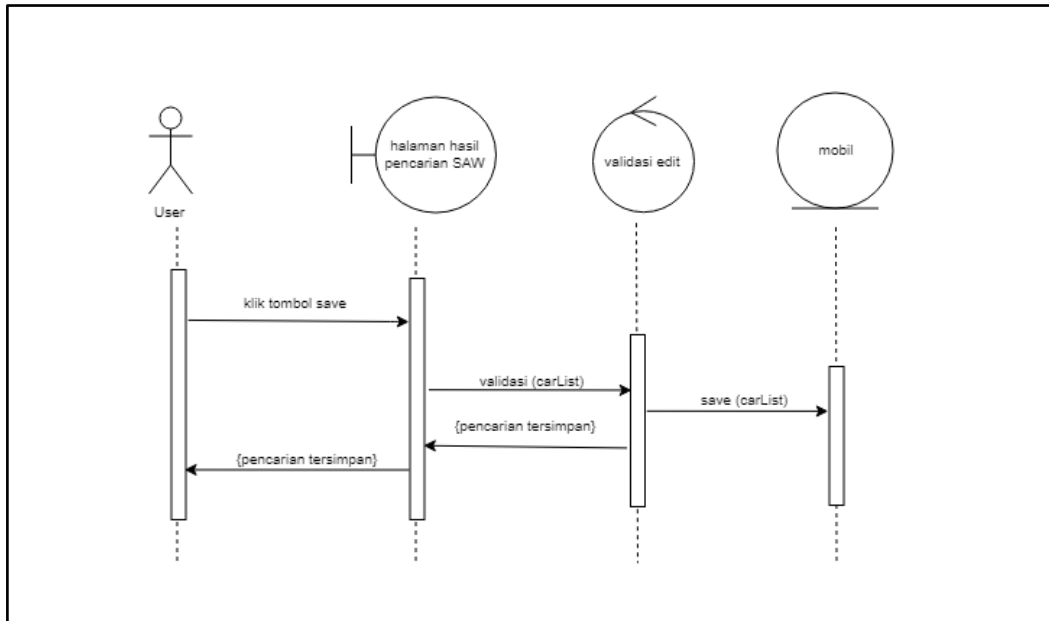 halaman hasil
pencarian SAW
validasi edit
mobil
User
klik tombol save
validasi (carList)
save (carList)
{pencarian tersimpan}
{pencarian tersimpan}